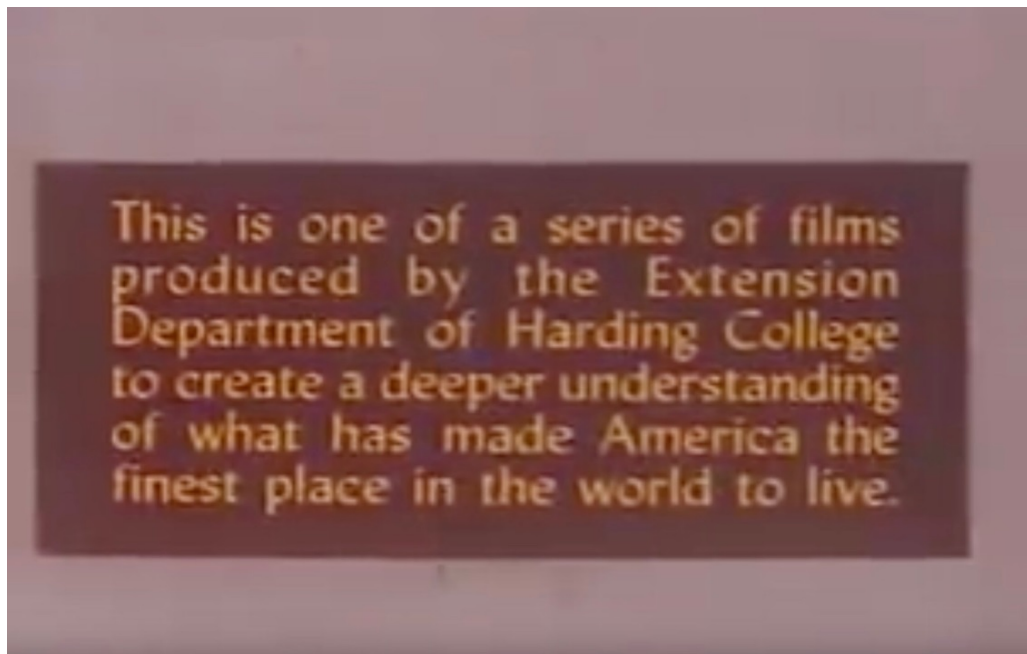 This is one of a series of films
produced by the Extension
Department of Harding College
to create a deeper understanding
of what has made America the
finest place in the world to live.